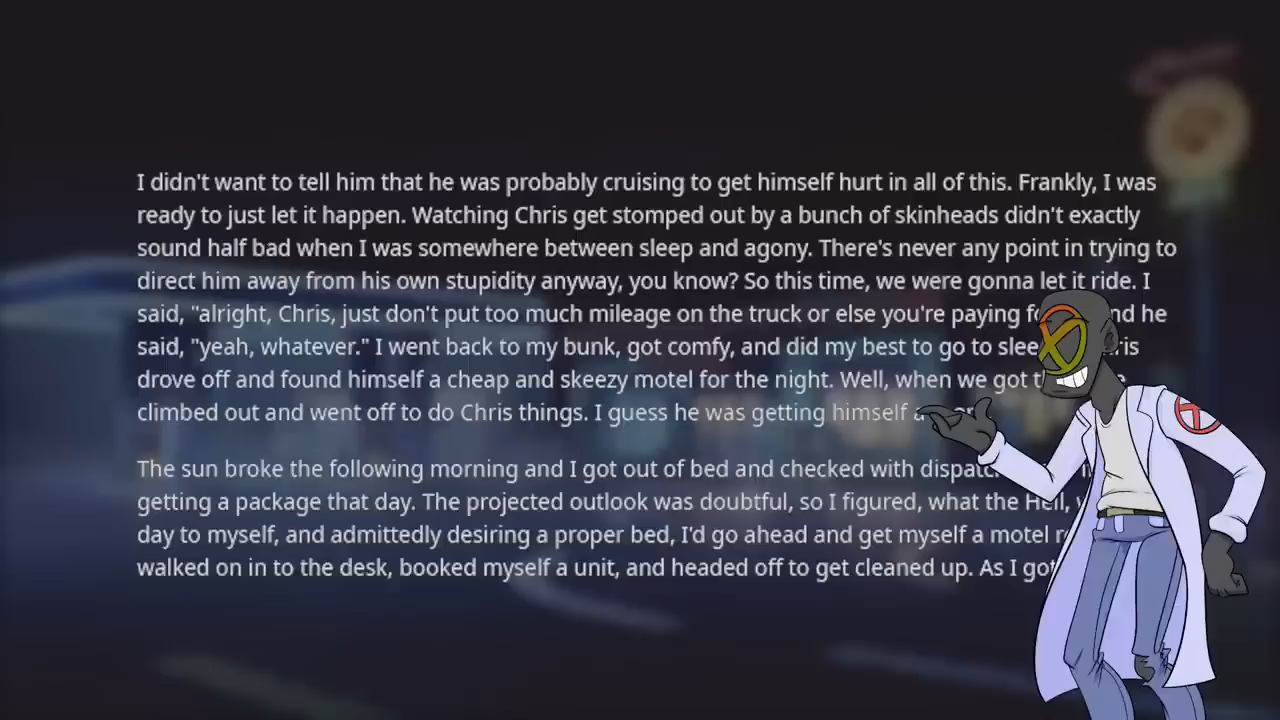 I didn't want to tell him that he was probably cruising to get himself hurt in all of this. Frankly, I was
ready to just let it happen. Watching Chris get stomped out by a bunch of skinheads didn't exactly
sound half bad when I was somewhere between sleep and agony. There's never any point in trying to
direct him away from his own stupidity anyway, you know? So this time, we were gonna let it ride. I
said, "alright, Chris, just don't put too much mileage on the truck or else you're paying nd he
said, "yeah, whatever." I went back to my bunk, got comfy, and did my best to go to ris
drove off and found himself a cheap and skeezy motel for the night. Well, when we got
climbed out and went off to do Chris things. I guess he was getting himself
The sun broke the following morning and I got out of bed and checked with
getting a package that day. The projected outlook was doubtful, so I figured, what the Hell,
day to myself, and admittedly desiring a proper bed, I'd go ahead and get myself a motel
walked on in to the desk, booked myself a unit, and headed off to get cleaned up. As I got